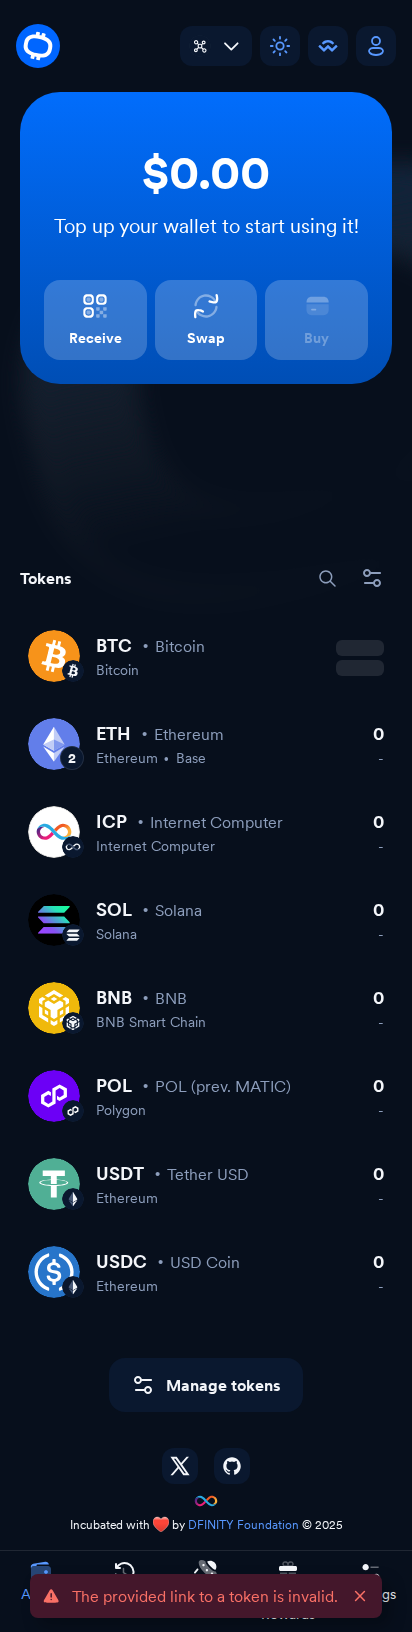 $0.00
Top up your wallet to start using it!
Receive
Swap
Buy
Tokens
BTC • Bitcoin
Bitcoin
ETH • Ethereum
0
2
Ethereum • Base
-
ICP • Internet Computer
0
Internet Computer
-
SOL • Solana
0
Solana
-
BNB • BNB
0
BNB Smart Chain
-
POL • POL (prev. MATIC)
0
Polygon
-
USDT • Tether USD
0
Ethereum
-
USDC • USD Coin
0
Ethereum
-
Manage tokens
Incubated with ❤️ by DFINITY Foundation © 2025
The provided link to a token is invalid.